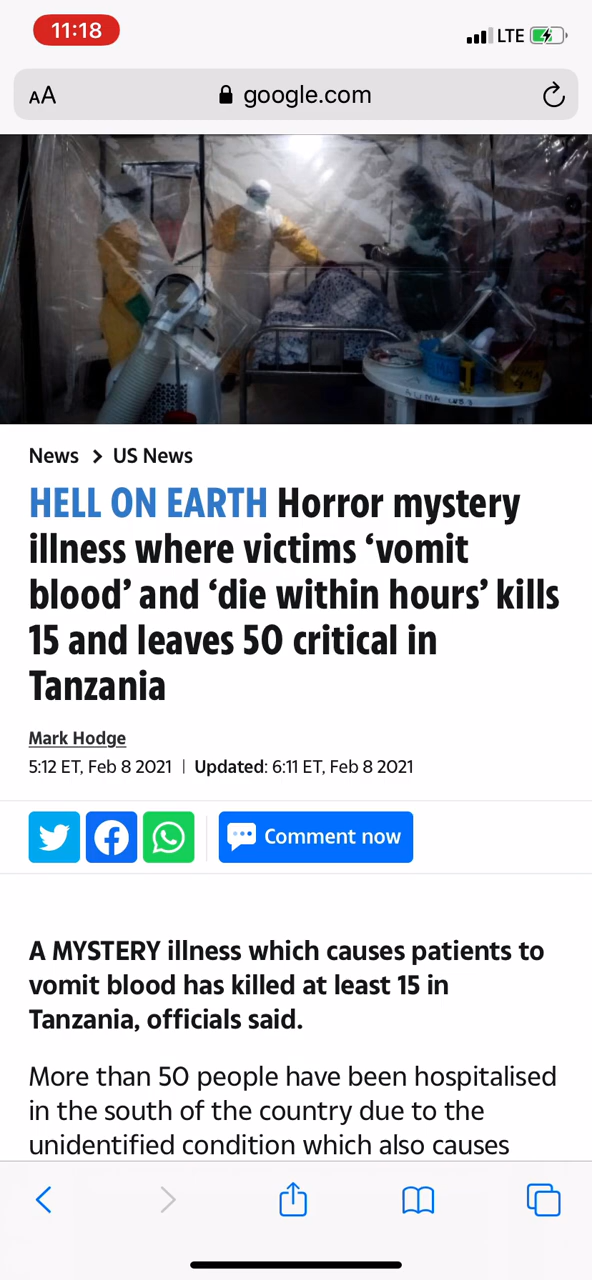 11:18
LTE
AA
google.com
News > US News
HELL ON EARTH Horror mystery
illness where victims ‘vomit
blood’ and ‘die within hours’ kills
15 and leaves 50 critical in
Tanzania
Mark Hodge
5:12 ET, Feb 8 2021 | Updated: 6:11 ET, Feb 8 2021
Comment now
A MYSTERY illness which causes patients to
vomit blood has killed at least 15 in
Tanzania, officials said.
More than 50 people have been hospitalised
in the south of the country due to the
unidentified condition which also causes